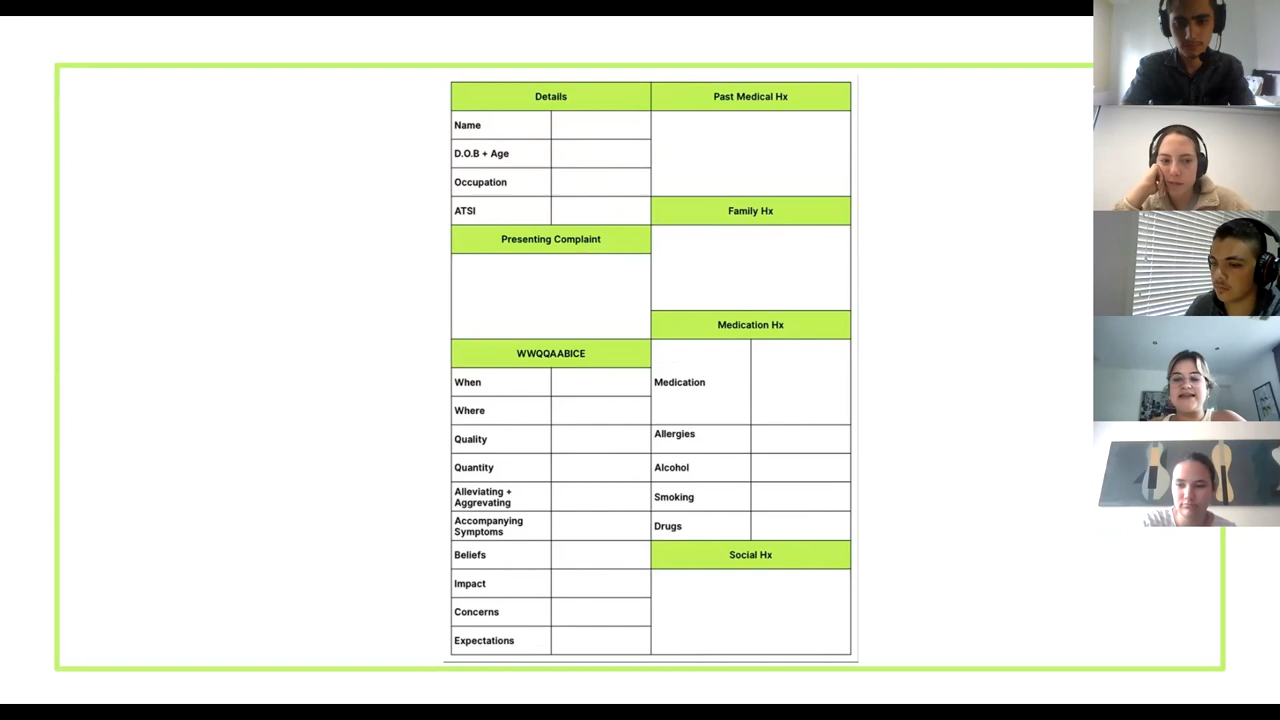 Details
Name
D.O.B + Age
Occupation
ATSI
Presenting Complaint
WWQQAABICE
When
Where
Quality
Quantity
Alleviating +
Aggrevating
Accompanying
Symptoms
Beliefs
Impact
Concerns
Expectations
Past Medical Hx
Family Hx
Medication Hx
Medication
Allergies
Alcohol
Smoking
Drugs
Social Hx